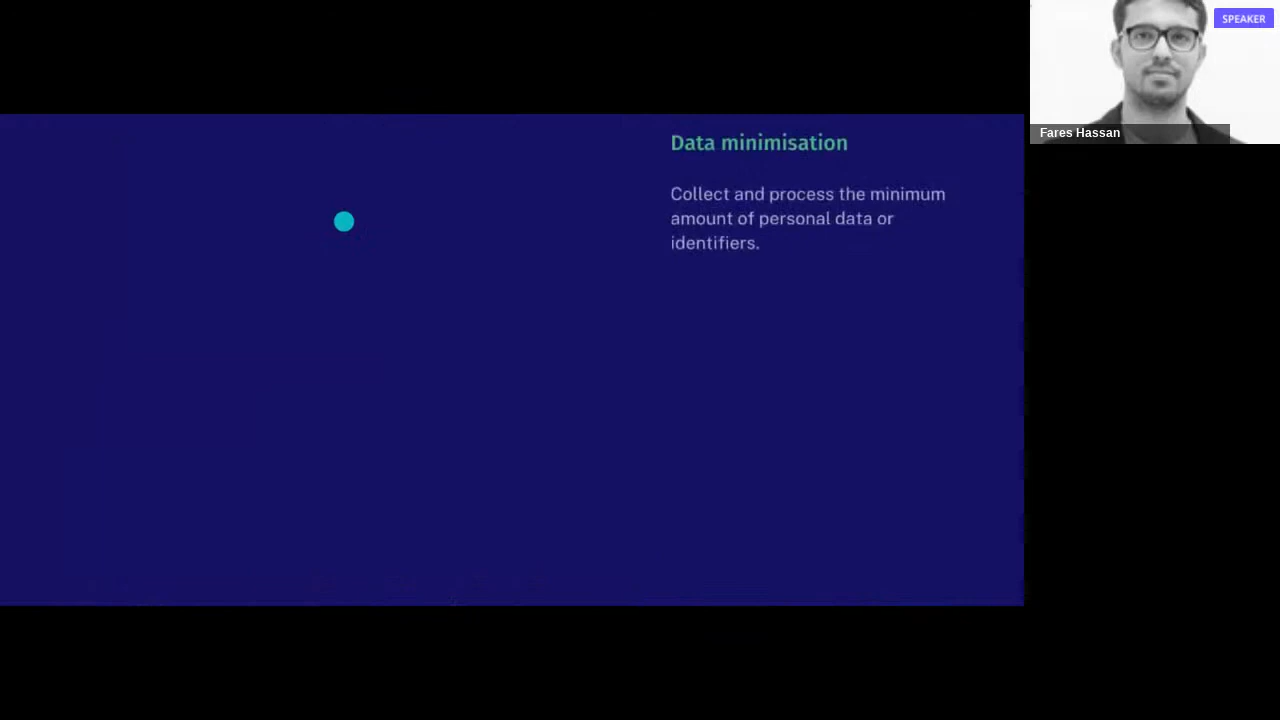 Data minimisation
Collect and process the minimum
amount of personal data or
identifiers.
SPEAKER
Fares Hassan